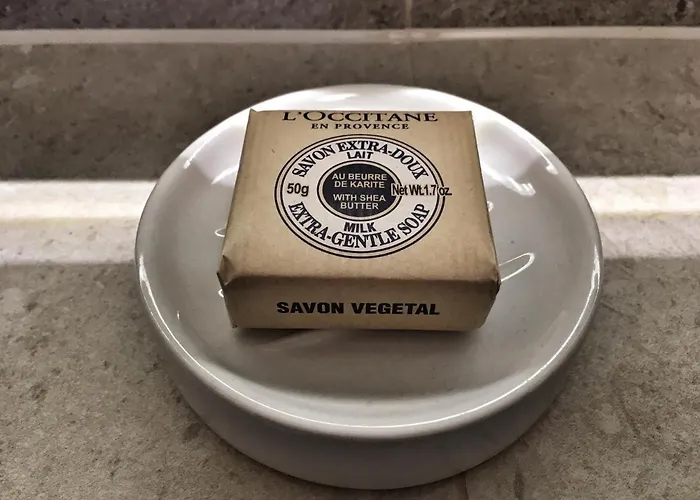 L'OCCITANE
EN PROVENCE
SAVON EXTRA-DOUX
LAIT
50g
AU BEURRE
DE KARITE
WITH SHEA
BUTTER
Net Wt.1.7 oz.
MILK
EXTRA-GENTLE SOAP
SAVON VEGETAL